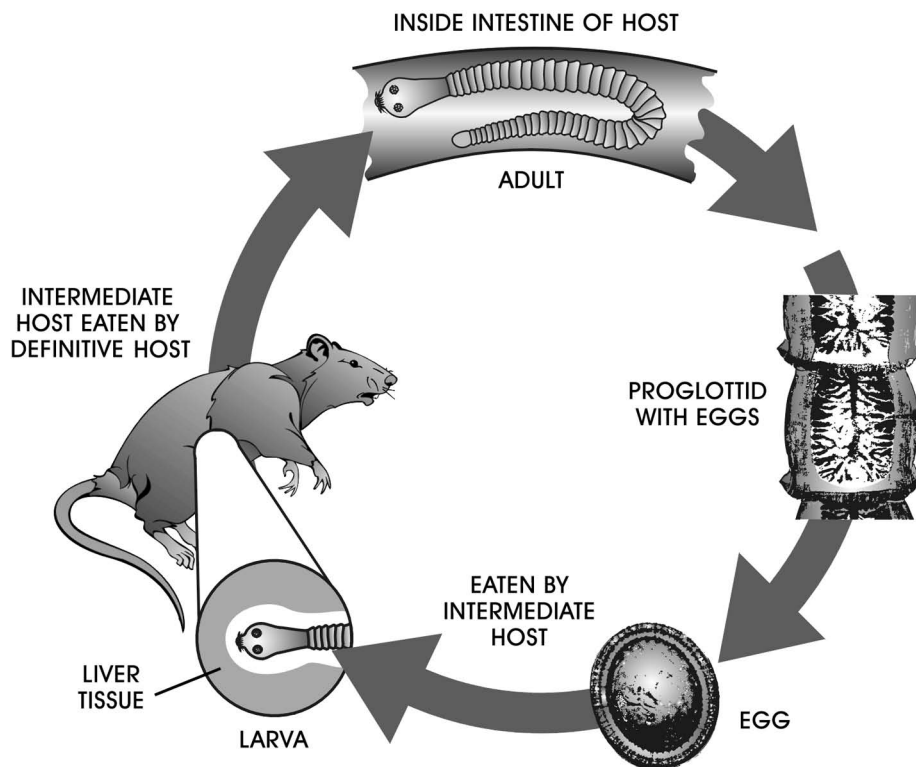 INSIDE INTESTINE OF HOST
ADULT
INTERMEDIATE
HOST EATEN BY
DEFINITIVE HOST
PROGLOTTID
WITH EGGS
EATEN BY
INTERMEDIATE
HOST
LIVER
TISSUE
LARVA
EGG